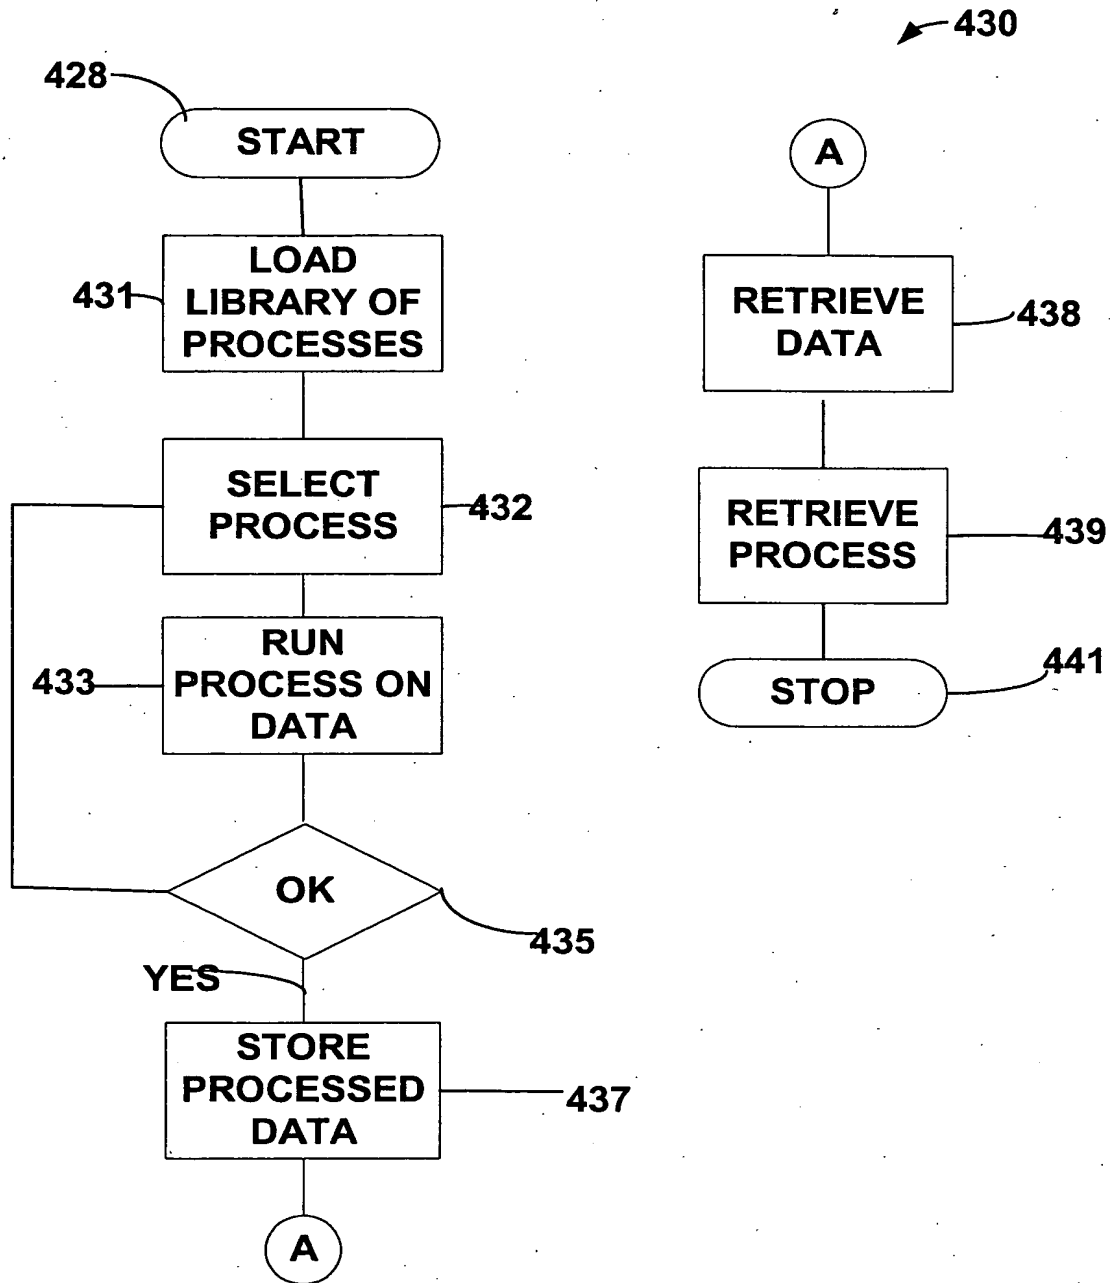 430
428
START
431
LOAD
LIBRARY OF
PROCESSES
SELECT
PROCESS
432
433
RUN
PROCESS ON
DATA
OK
435
YES
STORE
PROCESSED
DATA
437
A
A
RETRIEVE
DATA
438
RETRIEVE
PROCESS
439
STOP
441